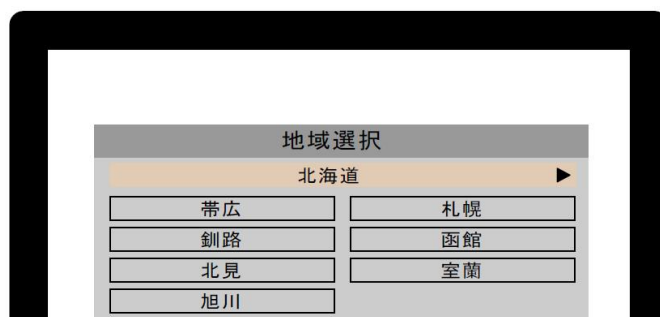 地域選択
北海道 ▶
帯広 札幌
釧路 函館
北見 室蘭
旭川